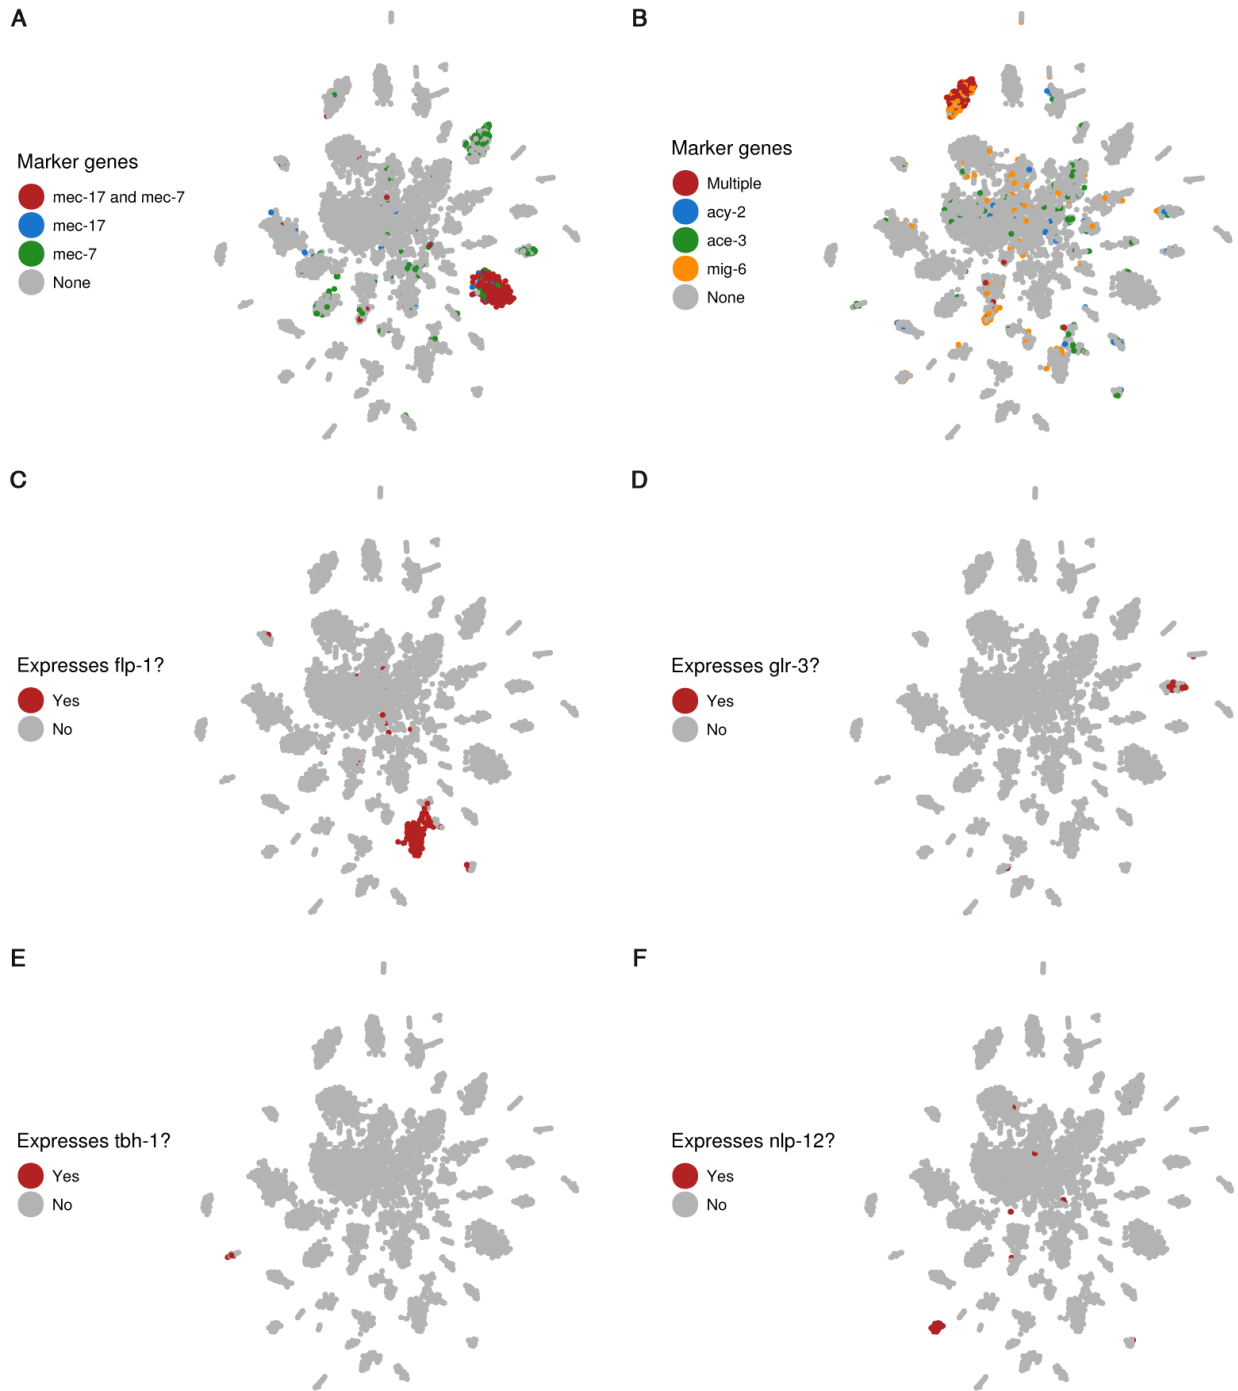 A
Marker genes
mec-17 and mec-7
mec-17
mec-7
None
B
Marker genes
Multiple
acy-2
ace-3
mig-6
None
C
Expresses flp-1?
Yes
No
D
Expresses glr-3?
Yes
No
E
Expresses tbh-1?
Yes
No
F
Expresses nlp-12?
Yes
No